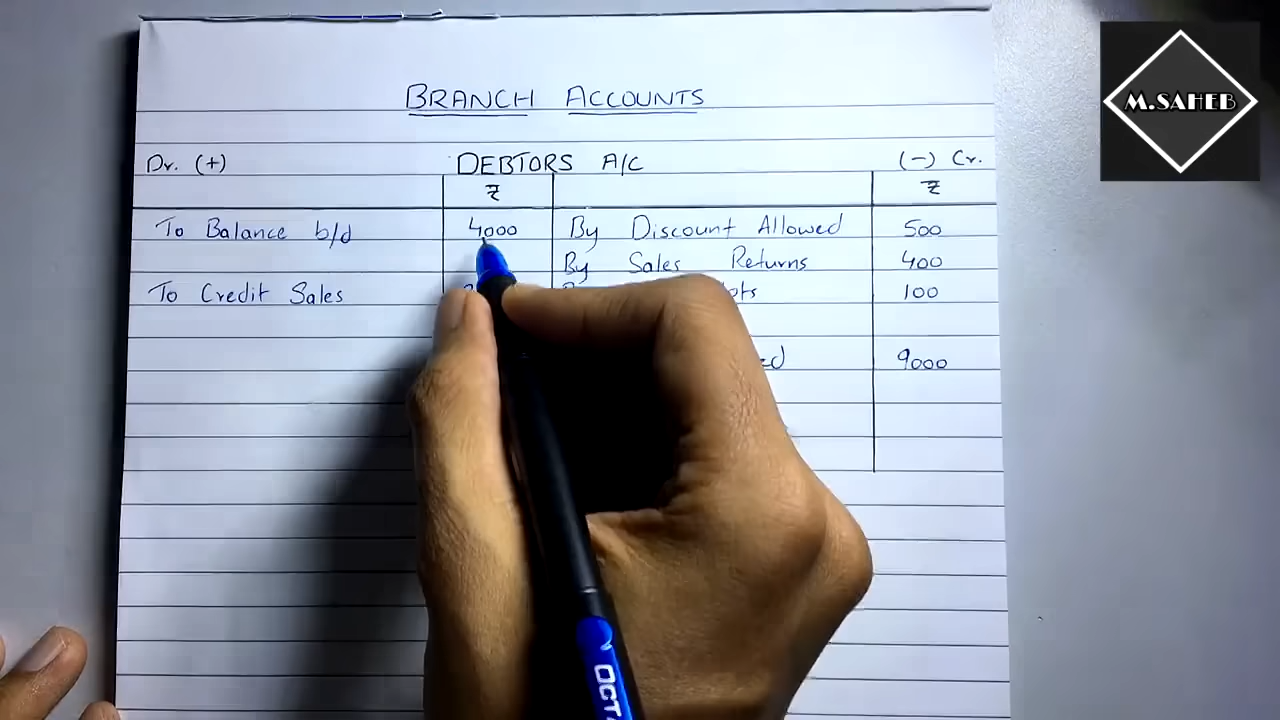 BRANCH ACCOUNTS
M.SAHEB
Dr. (+) DEBTORS A/C (-) Cr.
₹ ₹
To Balance b/d 4000 By Discount Allowed 500
By Sales Returns 400
To Credit Sales 100
9000
OCTA